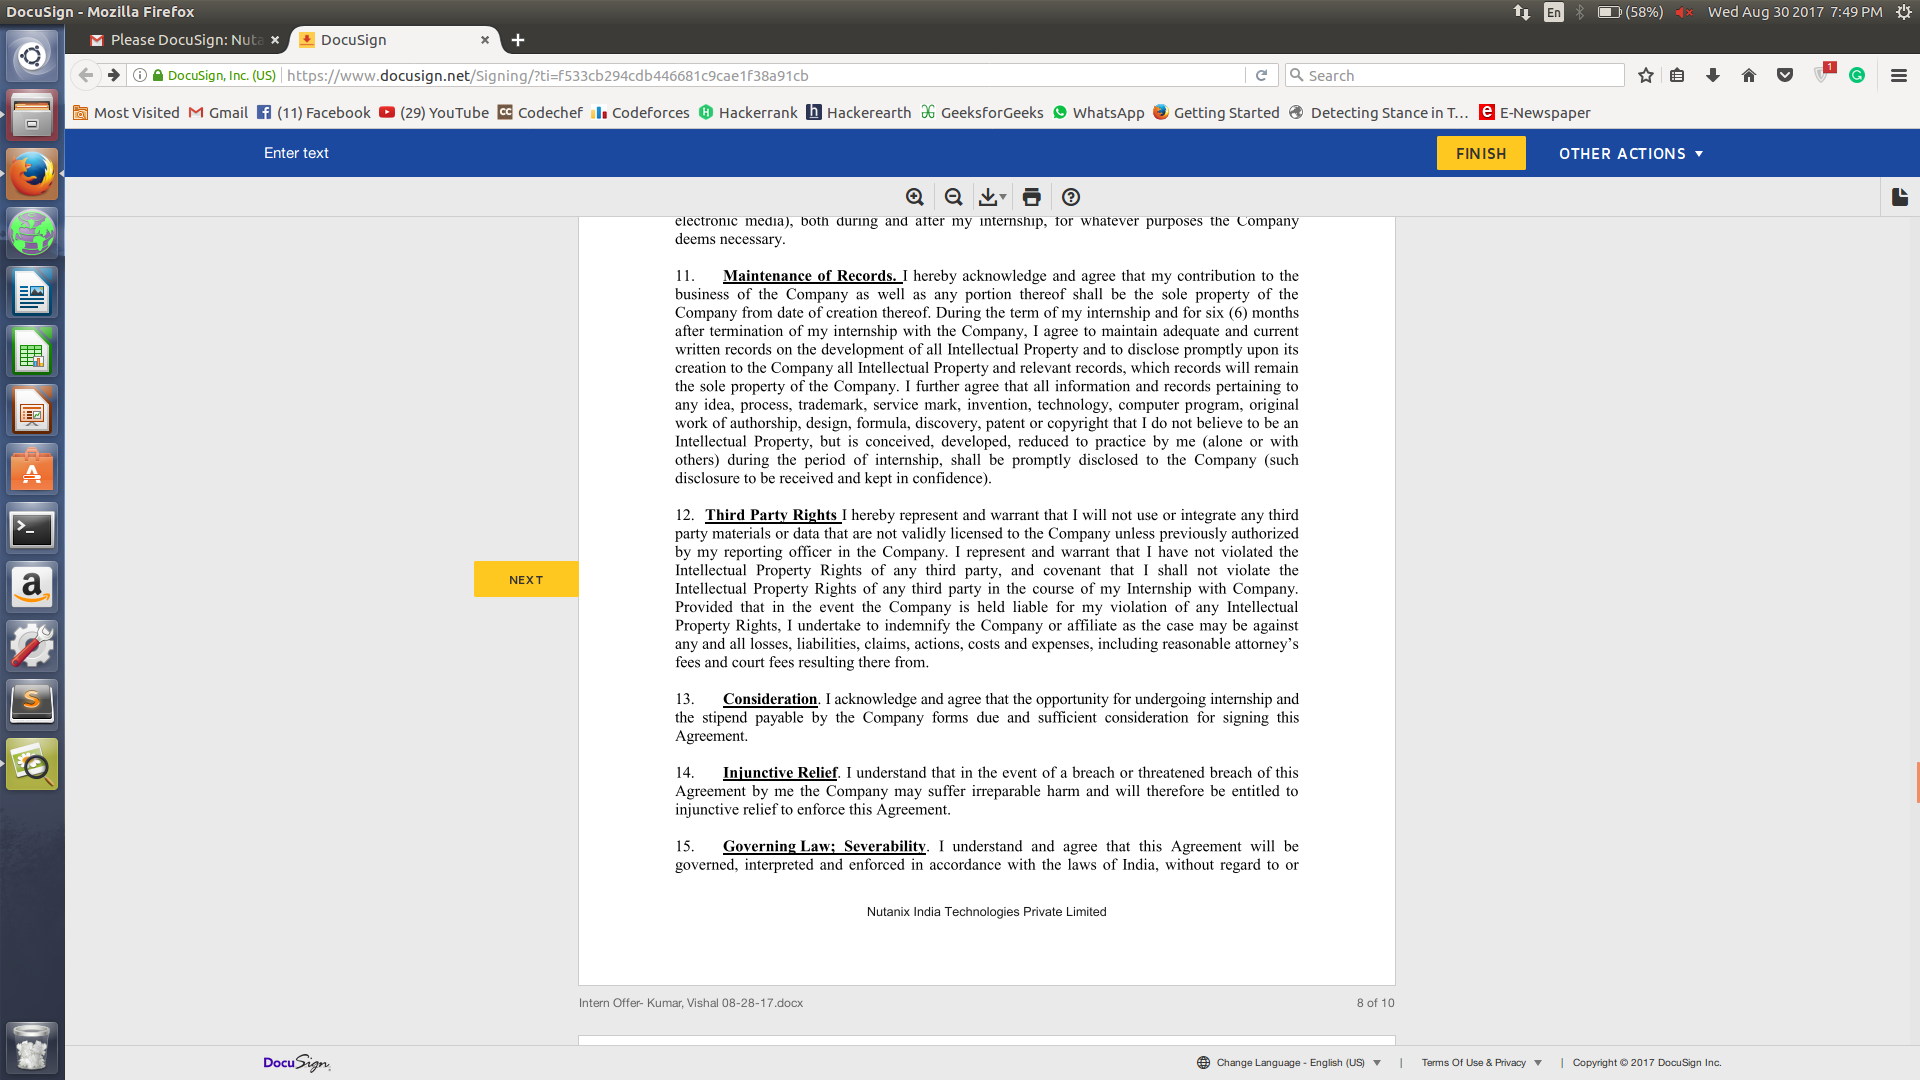 DocuSign - Mozilla Firefox
En
(58%)
Wed Aug 30 2017 7:49 PM
Please DocuSign: Nuta
DocuSign
DocuSign, Inc. (US)
https://www.docusign.net/Signing/?ti=f533cb294cdb446681c9cae1f38a91cb
Search
1
Most Visited
Gmail
(11) Facebook
(29) YouTube
Codechef
Codeforces
Hackerrank
Hackerearth
GeeksforGeeks
WhatsApp
Getting Started
Detecting Stance in T...
E-Newspaper
Enter text
FINISH
OTHER ACTIONS
electronic media), both during and after my internship, for whatever purposes the Company
deems necessary.
11. Maintenance of Records. I hereby acknowledge and agree that my contribution to the
business of the Company as well as any portion thereof shall be the sole property of the
Company from date of creation thereof. During the term of my internship and for six (6) months
after termination of my internship with the Company, I agree to maintain adequate and current
written records on the development of all Intellectual Property and to disclose promptly upon its
creation to the Company all Intellectual Property and relevant records, which records will remain
the sole property of the Company. I further agree that all information and records pertaining to
any idea, process, trademark, service mark, invention, technology, computer program, original
work of authorship, design, formula, discovery, patent or copyright that I do not believe to be an
Intellectual Property, but is conceived, developed, reduced to practice by me (alone or with
others) during the period of internship, shall be promptly disclosed to the Company (such
disclosure to be received and kept in confidence).
12. Third Party Rights I hereby represent and warrant that I will not use or integrate any third
party materials or data that are not validly licensed to the Company unless previously authorized
by my reporting officer in the Company. I represent and warrant that I have not violated the
Intellectual Property Rights of any third party, and covenant that I shall not violate the
Intellectual Property Rights of any third party in the course of my Internship with Company.
Provided that in the event the Company is held liable for my violation of any Intellectual
Property Rights, I undertake to indemnify the Company or affiliate as the case may be against
any and all losses, liabilities, claims, actions, costs and expenses, including reasonable attorney's
fees and court fees resulting there from.
NEXT
13. Consideration. I acknowledge and agree that the opportunity for undergoing internship and
the stipend payable by the Company forms due and sufficient consideration for signing this
Agreement.
14. Injunctive Relief. I understand that in the event of a breach or threatened breach of this
Agreement by me the Company may suffer irreparable harm and will therefore be entitled to
injunctive relief to enforce this Agreement.
15. Governing Law; Severability. I understand and agree that this Agreement will be
governed, interpreted and enforced in accordance with the laws of India, without regard to or
Nutanix India Technologies Private Limited
Intern Offer- Kumar, Vishal 08-28-17.docx
8 of 10
DocuSign
Change Language - English (US)
|
Terms Of Use & Privacy
|
Copyright © 2017 DocuSign Inc.